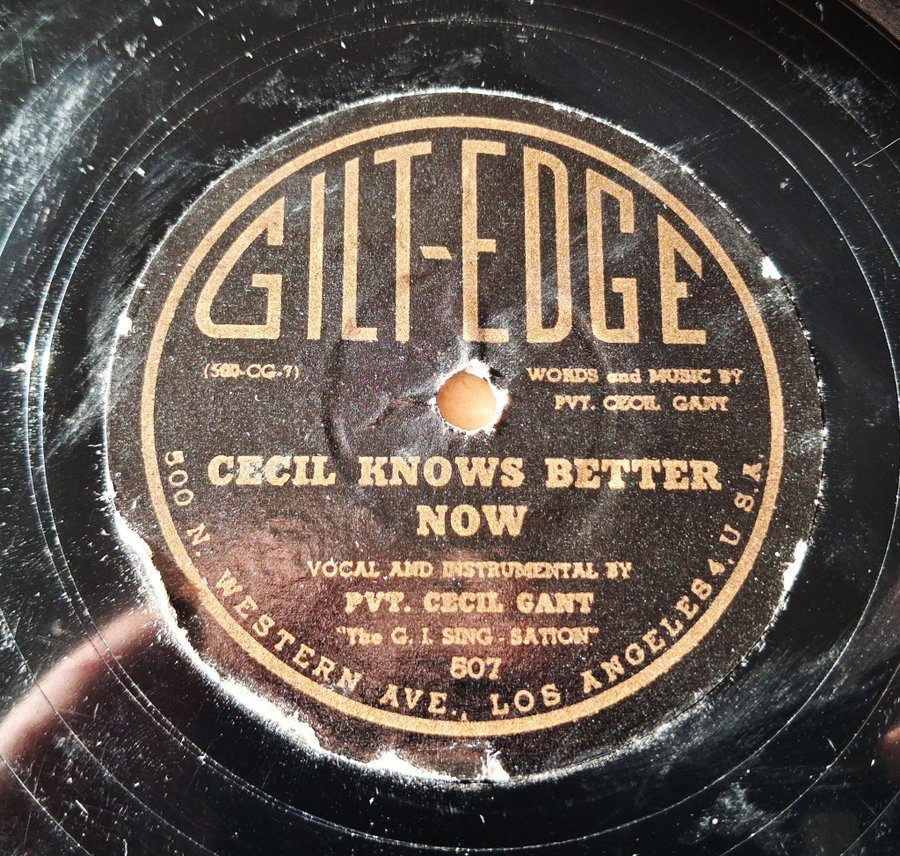 GILT-EDGE
(500-CG-7)
WORDS and MUSIC BY
PVT. CECIL GANT
CECIL KNOWS BETTER
NOW
VOCAL AND INSTRUMENTAL BY
PVT. CECIL GANT
"The G. I. SING-SATION"
507
500 N. WESTERN AVE., LOS ANGELES 4, U.S.A.